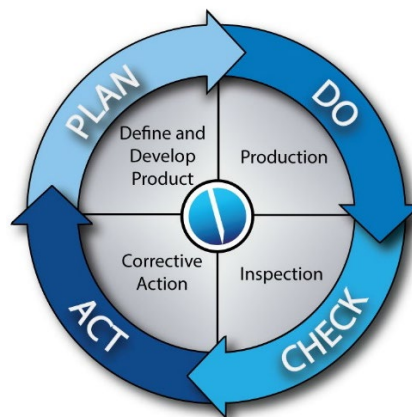 PLAN
DO
Define and
Develop
Product
Production
Corrective
Action
Inspection
ACT
CHECK